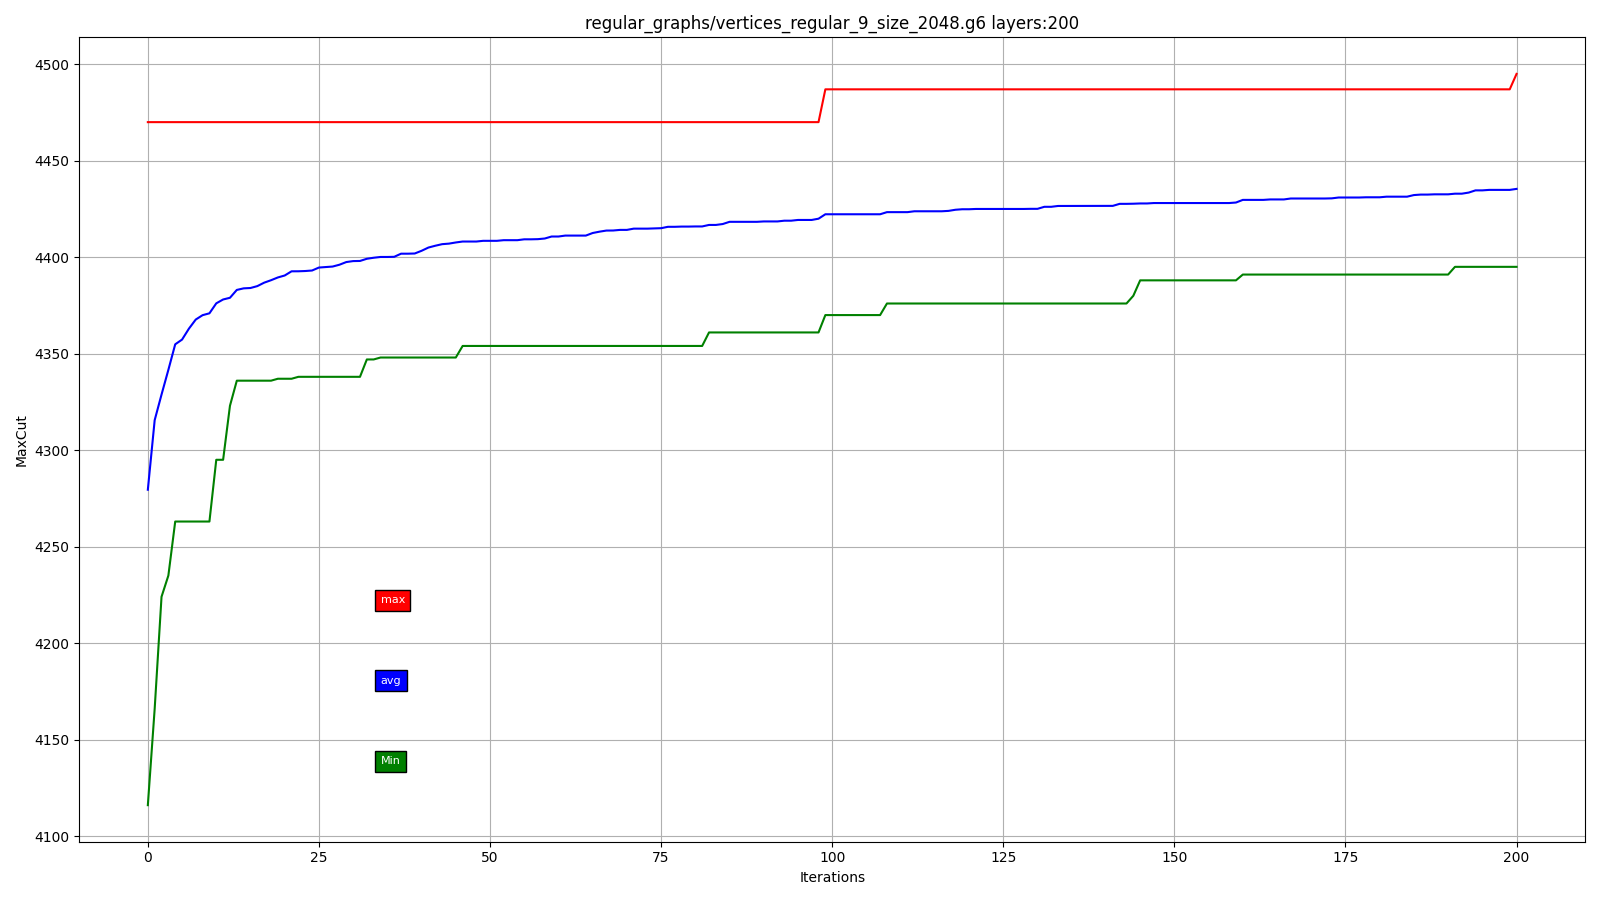 regular_graphs/vertices_regular_9_size_2048.g6 layers:200
4500
4450
4400
4350
4300
4250
4200
4150
4100
MaxCut
max
avg
Min
0 25 50 75 100 125 150 175 200
Iterations